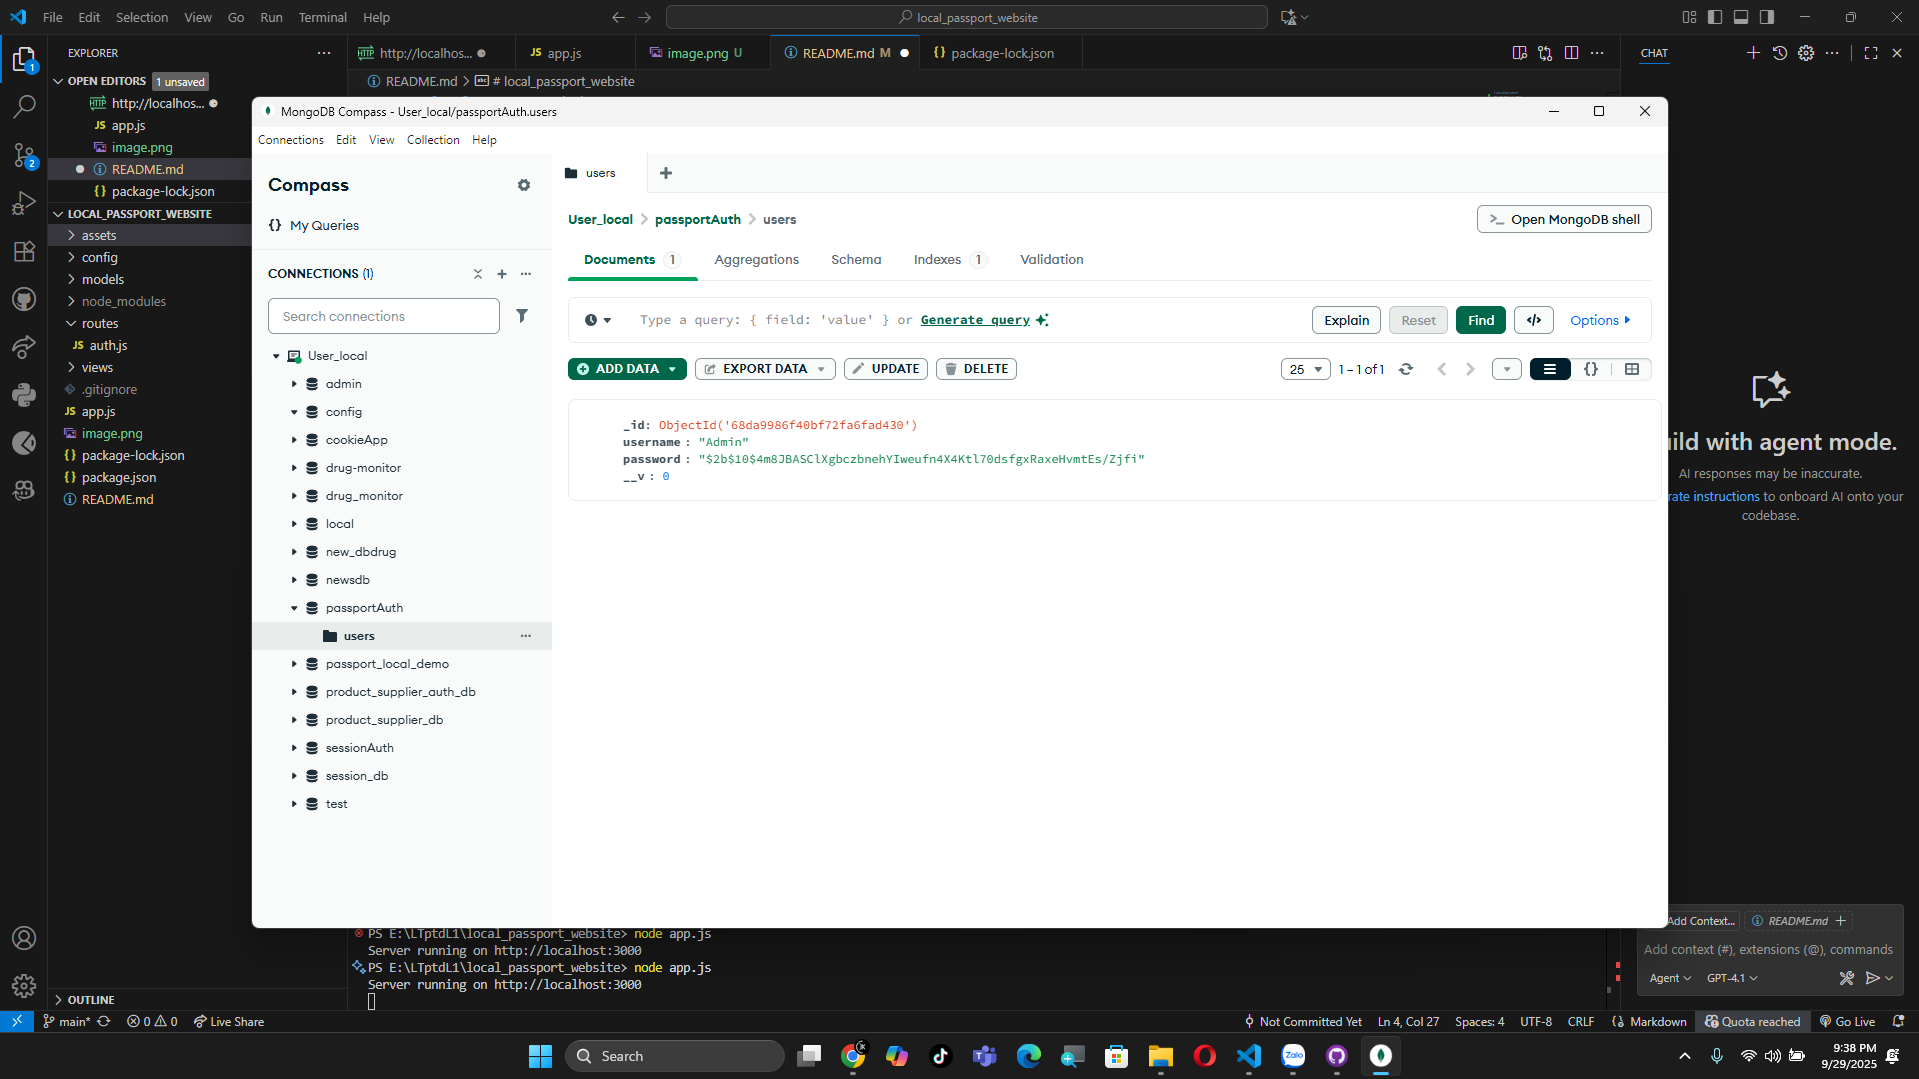 File Edit Selection View Go Run Terminal Help
local_passport_website
EXPLORER
OPEN EDITORS 1 unsaved
http://localhos...
JS app.js
image.png
README.md
{} package-lock.json
LOCAL_PASSPORT_WEBSITE
assets
config
models
node_modules
routes
JS auth.js
views
.gitignore
JS app.js
image.png
{} package-lock.json
{} package.json
README.md
OUTLINE
1
2
http://localhos...
JS app.js
image.png U
README.md M
{} package-lock.json
README.md > # local_passport_website
MongoDB Compass - User_local/passportAuth.users
Connections Edit View Collection Help
Compass
{} My Queries
CONNECTIONS (1)
Search connections
User_local
admin
config
cookieApp
drug-monitor
drug_monitor
local
new_dbdrug
newsdb
passportAuth
users
passport_local_demo
product_supplier_auth_db
product_supplier_db
sessionAuth
session_db
test
users
User_local > passportAuth > users
>_ Open MongoDB shell
Documents 1 Aggregations Schema Indexes 1 Validation
Type a query: { field: 'value' } or Generate query
Explain Reset Find </> Options
ADD DATA EXPORT DATA UPDATE DELETE
25 1–1 of 1 {}
_id: ObjectId('68da9986f40bf72fa6fad430')
username : "Admin"
password : "$2b$10$4m8JBASClXgbczbnehYIweufn4X4Ktl70dsfgxRaxeHvmtEs/Zjfi"
__v : 0
PS E:\LTptdL1\local_passport_website> node app.js
Server running on http://localhost:3000
PS E:\LTptdL1\local_passport_website> node app.js
Server running on http://localhost:3000
CHAT
ild with agent mode.
AI responses may be inaccurate.
rate instructions to onboard AI onto your
codebase.
Add Context... README.md
Add context (#), extensions (@), commands
Agent GPT-4.1
main* 0 0 Live Share
Not Committed Yet Ln 4, Col 27 Spaces: 4 UTF-8 CRLF {} Markdown Quota reached Go Live
Search
Zalo
9:38 PM
9/29/2025